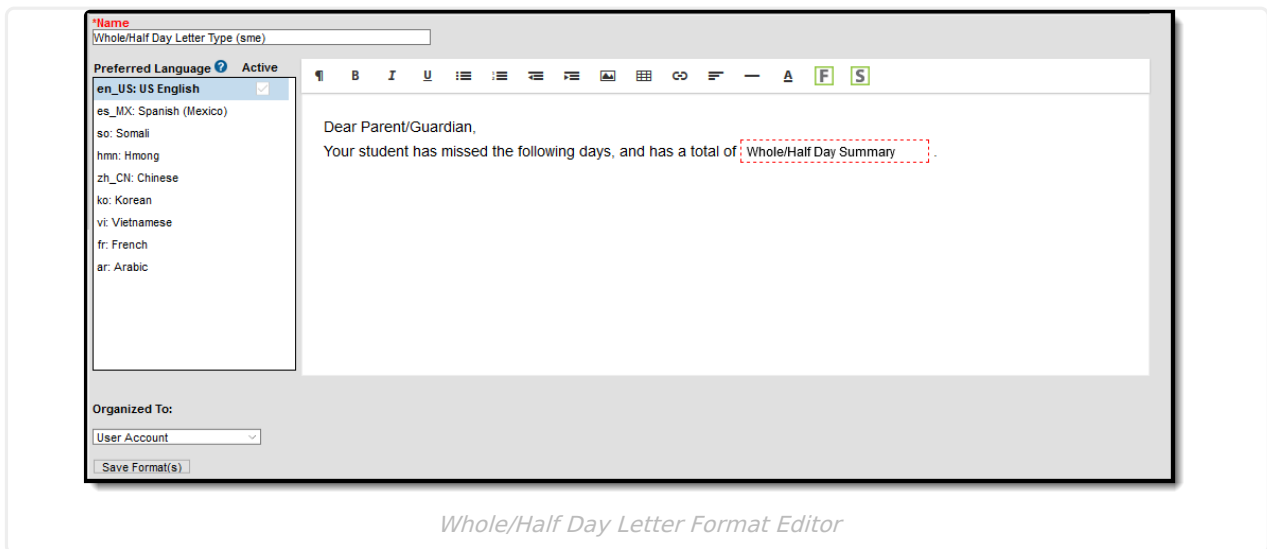 *Name
Whole/Half Day Letter Type (sme)
Preferred Language ? Active
en_US: US English
es_MX: Spanish (Mexico)
so: Somali
hmn: Hmong
zh_CN: Chinese
ko: Korean
vi: Vietnamese
fr: French
ar: Arabic
¶ B I U A F S
Dear Parent/Guardian,
Your student has missed the following days, and has a total of Whole/Half Day Summary .
Organized To:
User Account
Save Format(s)
Whole/Half Day Letter Format Editor